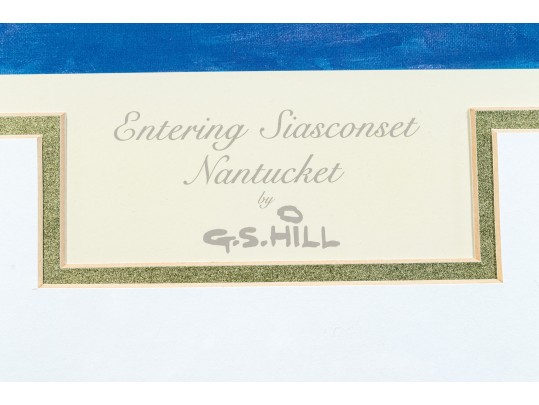 Entering Siasconset
Nantucket
by
G.S. HILL